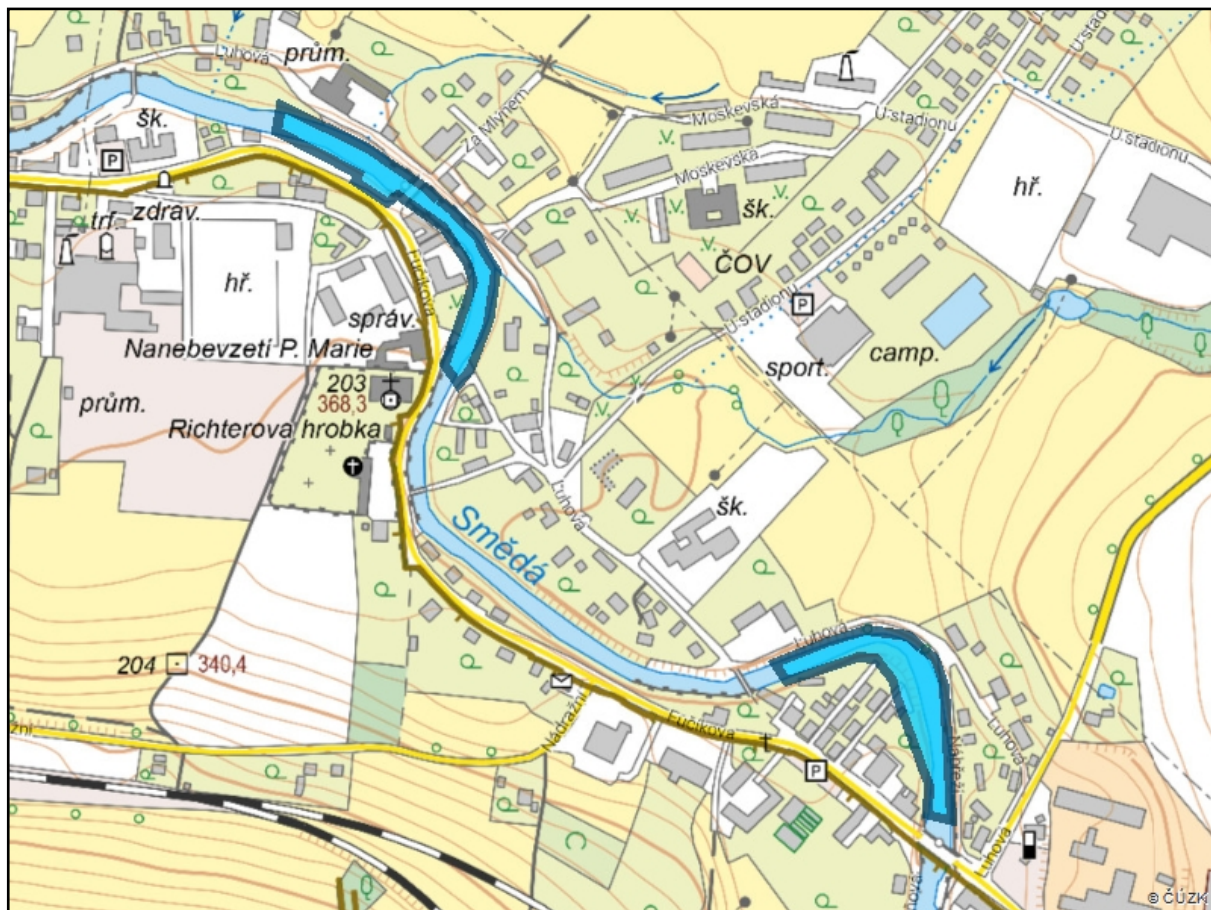 Luhová
prům.
U stadionu
U stad
Za Mlýnem
Moskevská
U stadionu
U stadionu
šk.
P
Moskevská
hř.
zdrav.
trf.
šk.
ČOV
hř.
Fučíkova
U stadionu
P
správ.
camp.
Nanebevzetí P. Marie
sport.
203
prům.
368,3
Richterova hrobka
Luhová
šk.
Smědá
Luhová
204
340,4
Nádražní
Fučíkova
Luhová
Nábřeží
P
Luhová
© ČÚZK